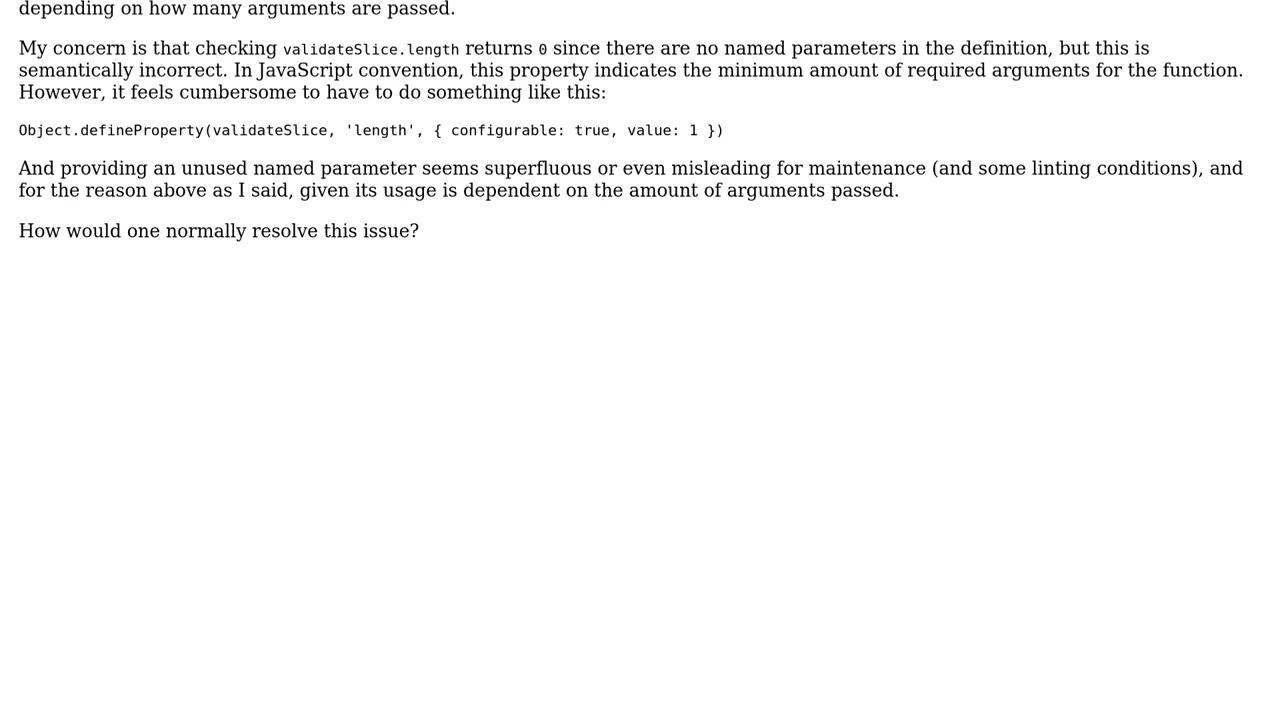 depending on how many arguments are passed.
My concern is that checking validateSlice.length returns 0 since there are no named parameters in the definition, but this is
semantically incorrect. In JavaScript convention, this property indicates the minimum amount of required arguments for the function.
However, it feels cumbersome to have to do something like this:
Object.defineProperty(validateSlice, 'length', { configurable: true, value: 1 })
And providing an unused named parameter seems superfluous or even misleading for maintenance (and some linting conditions), and
for the reason above as I said, given its usage is dependent on the amount of arguments passed.
How would one normally resolve this issue?